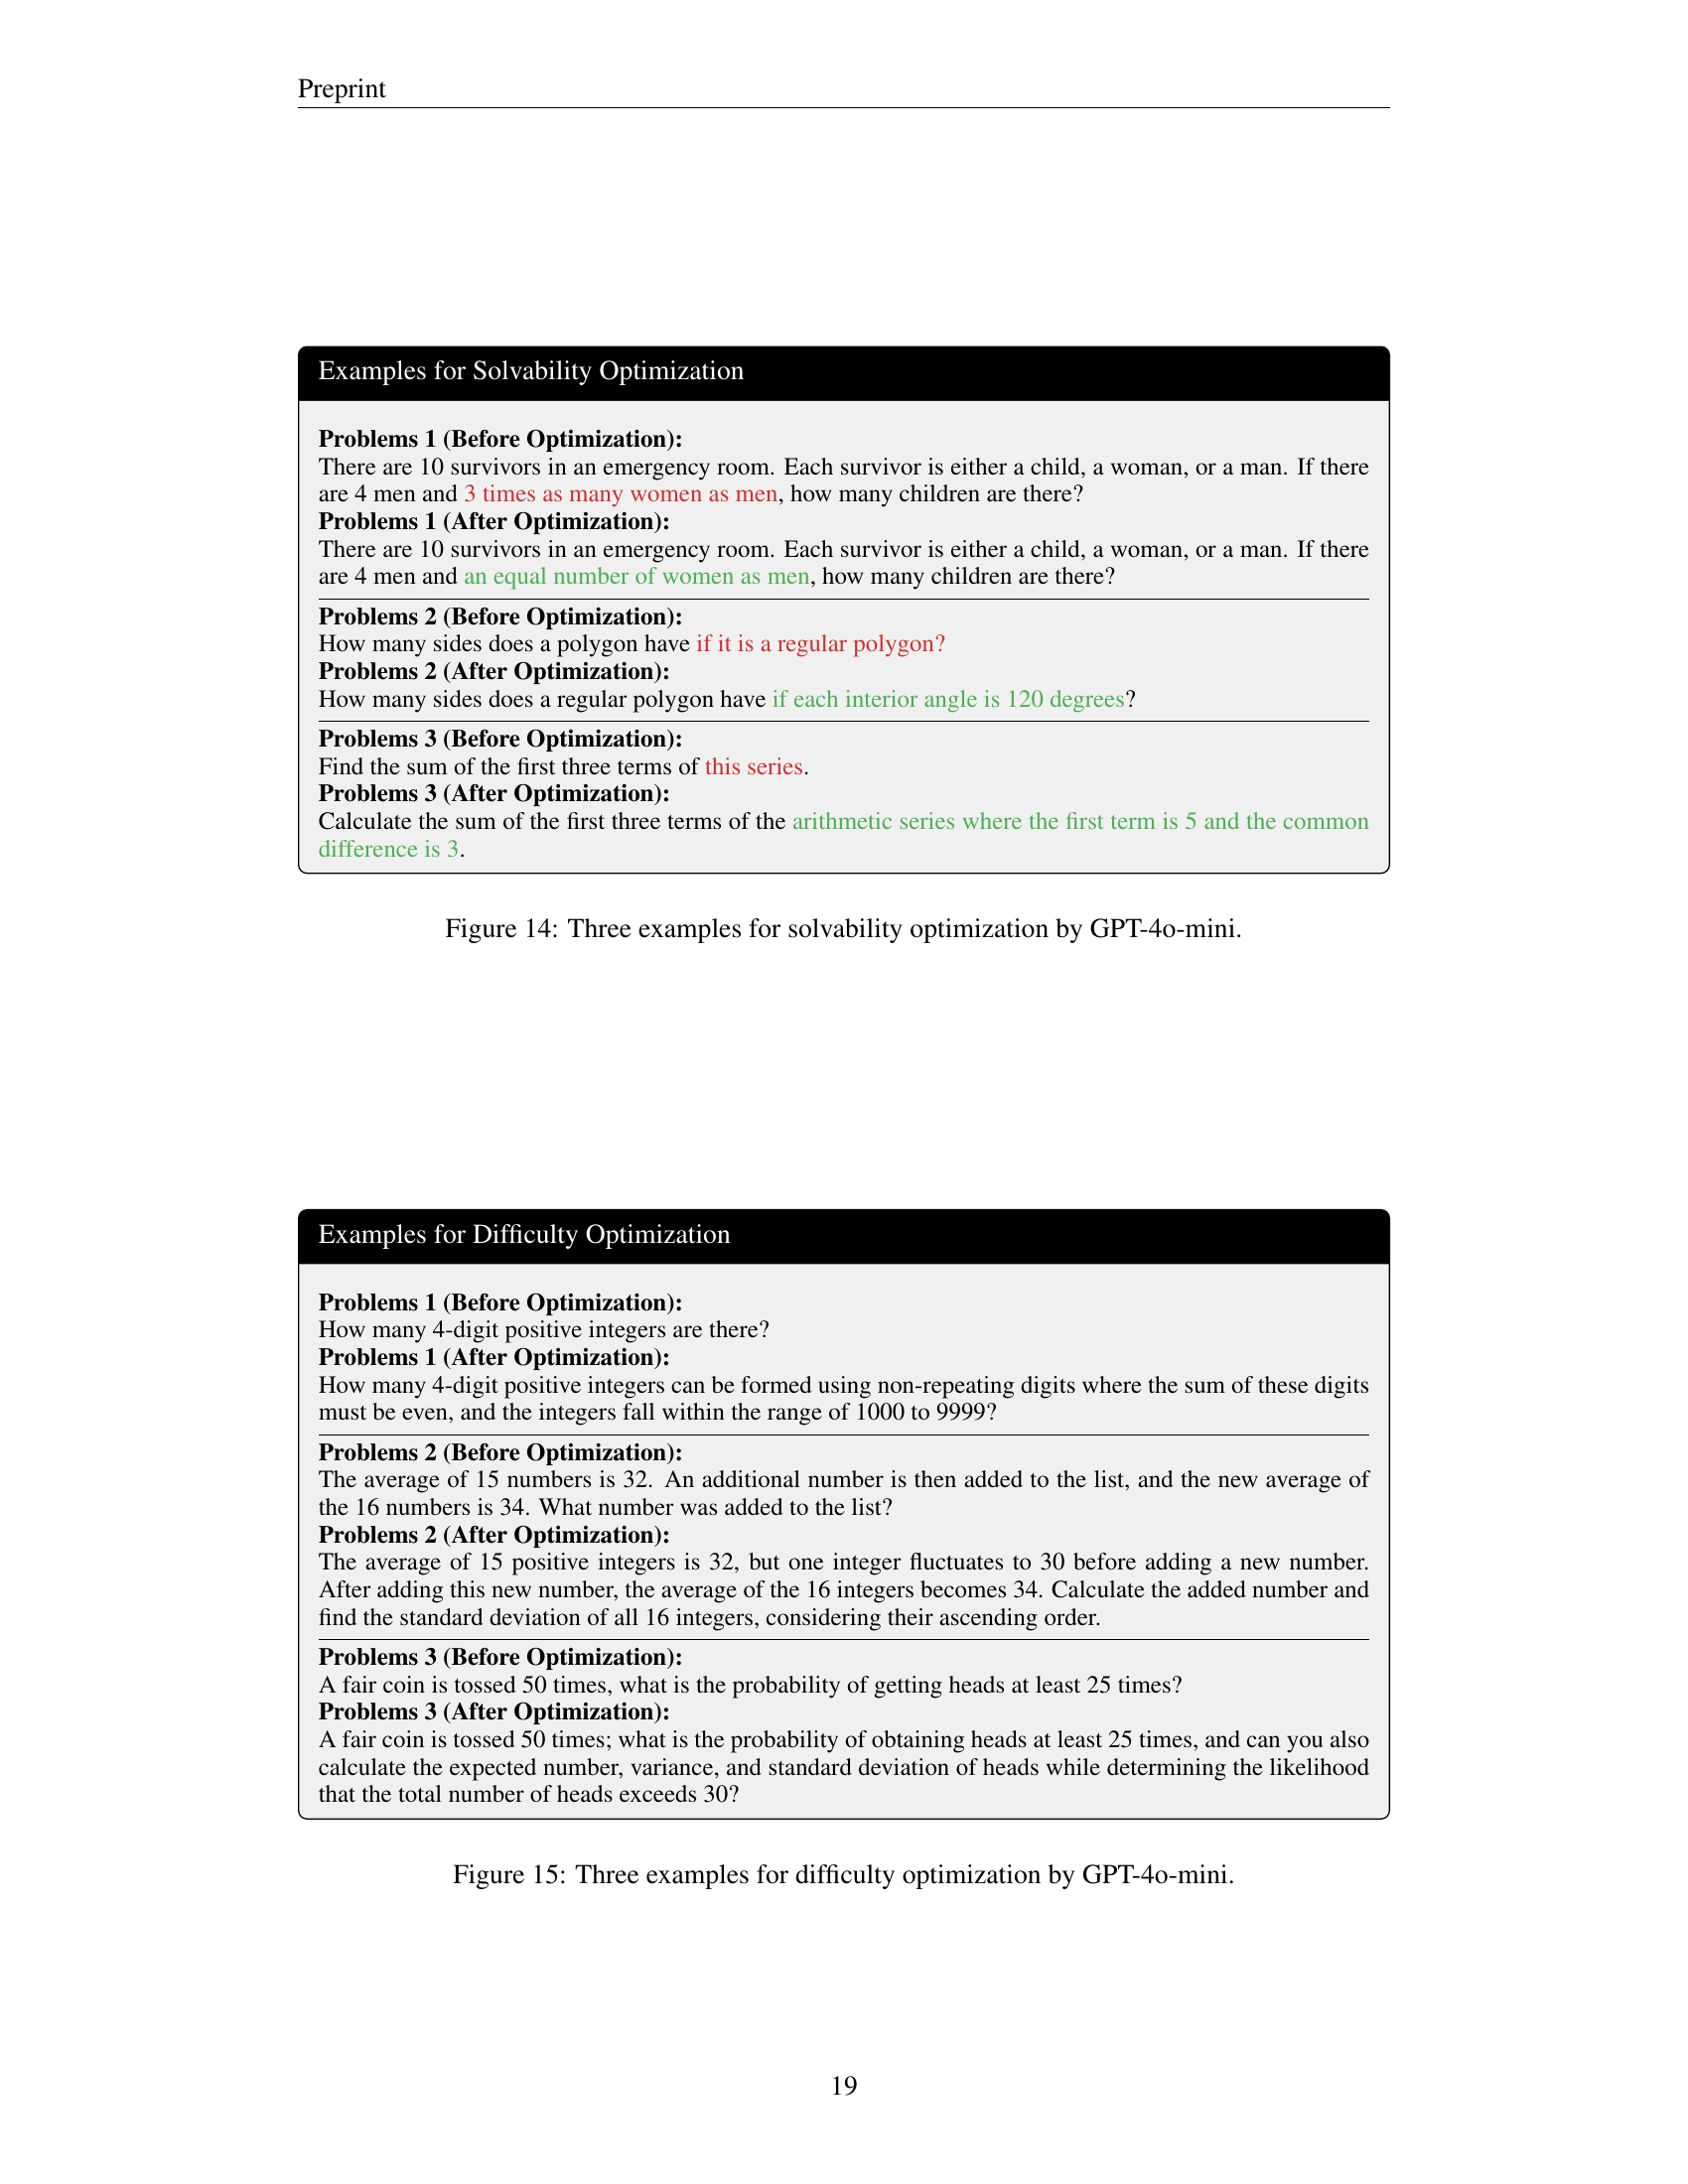 Preprint
Examples for Solvability Optimization
Problems 1 (Before Optimization):
There are 10 survivors in an emergency room. Each survivor is either a child, a woman, or a man. If there
are 4 men and 3 times as many women as men, how many children are there?
Problems 1 (After Optimization):
There are 10 survivors in an emergency room. Each survivor is either a child, a woman, or a man. If there
are 4 men and an equal number of women as men, how many children are there?
Problems 2 (Before Optimization):
How many sides does a polygon have if it is a regular polygon?
Problems 2 (After Optimization):
How many sides does a regular polygon have if each interior angle is 120 degrees?
Problems 3 (Before Optimization):
Find the sum of the first three terms of this series.
Problems 3 (After Optimization):
Calculate the sum of the first three terms of the arithmetic series where the first term is 5 and the common
difference is 3.
Figure 14: Three examples for solvability optimization by GPT-4o-mini.
Examples for Difficulty Optimization
Problems 1 (Before Optimization):
How many 4-digit positive integers are there?
Problems 1 (After Optimization):
How many 4-digit positive integers can be formed using non-repeating digits where the sum of these digits
must be even, and the integers fall within the range of 1000 to 9999?
Problems 2 (Before Optimization):
The average of 15 numbers is 32. An additional number is then added to the list, and the new average of
the 16 numbers is 34. What number was added to the list?
Problems 2 (After Optimization):
The average of 15 positive integers is 32, but one integer fluctuates to 30 before adding a new number.
After adding this new number, the average of the 16 integers becomes 34. Calculate the added number and
find the standard deviation of all 16 integers, considering their ascending order.
Problems 3 (Before Optimization):
A fair coin is tossed 50 times, what is the probability of getting heads at least 25 times?
Problems 3 (After Optimization):
A fair coin is tossed 50 times; what is the probability of obtaining heads at least 25 times, and can you also
calculate the expected number, variance, and standard deviation of heads while determining the likelihood
that the total number of heads exceeds 30?
Figure 15: Three examples for difficulty optimization by GPT-4o-mini.
19